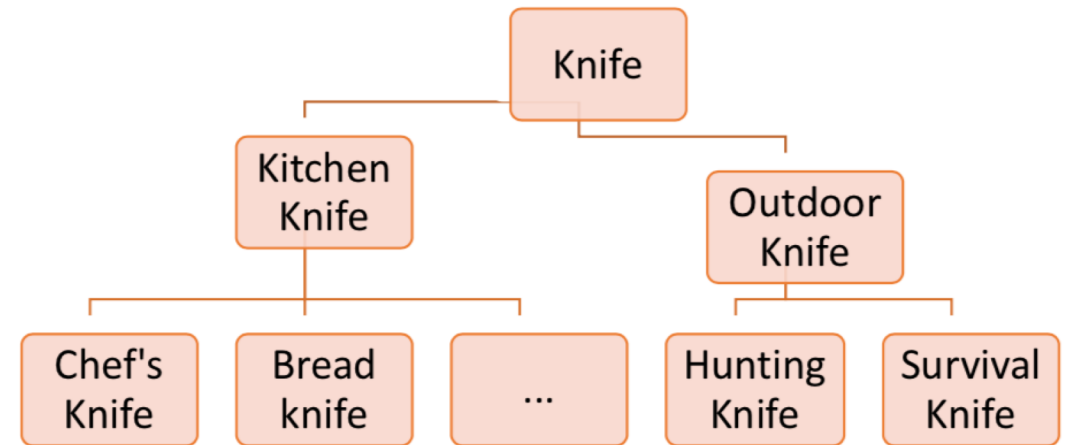 Knife
Kitchen
Knife
Outdoor
Knife
Chef's
Knife
Bread
knife
...
Hunting
Knife
Survival
Knife